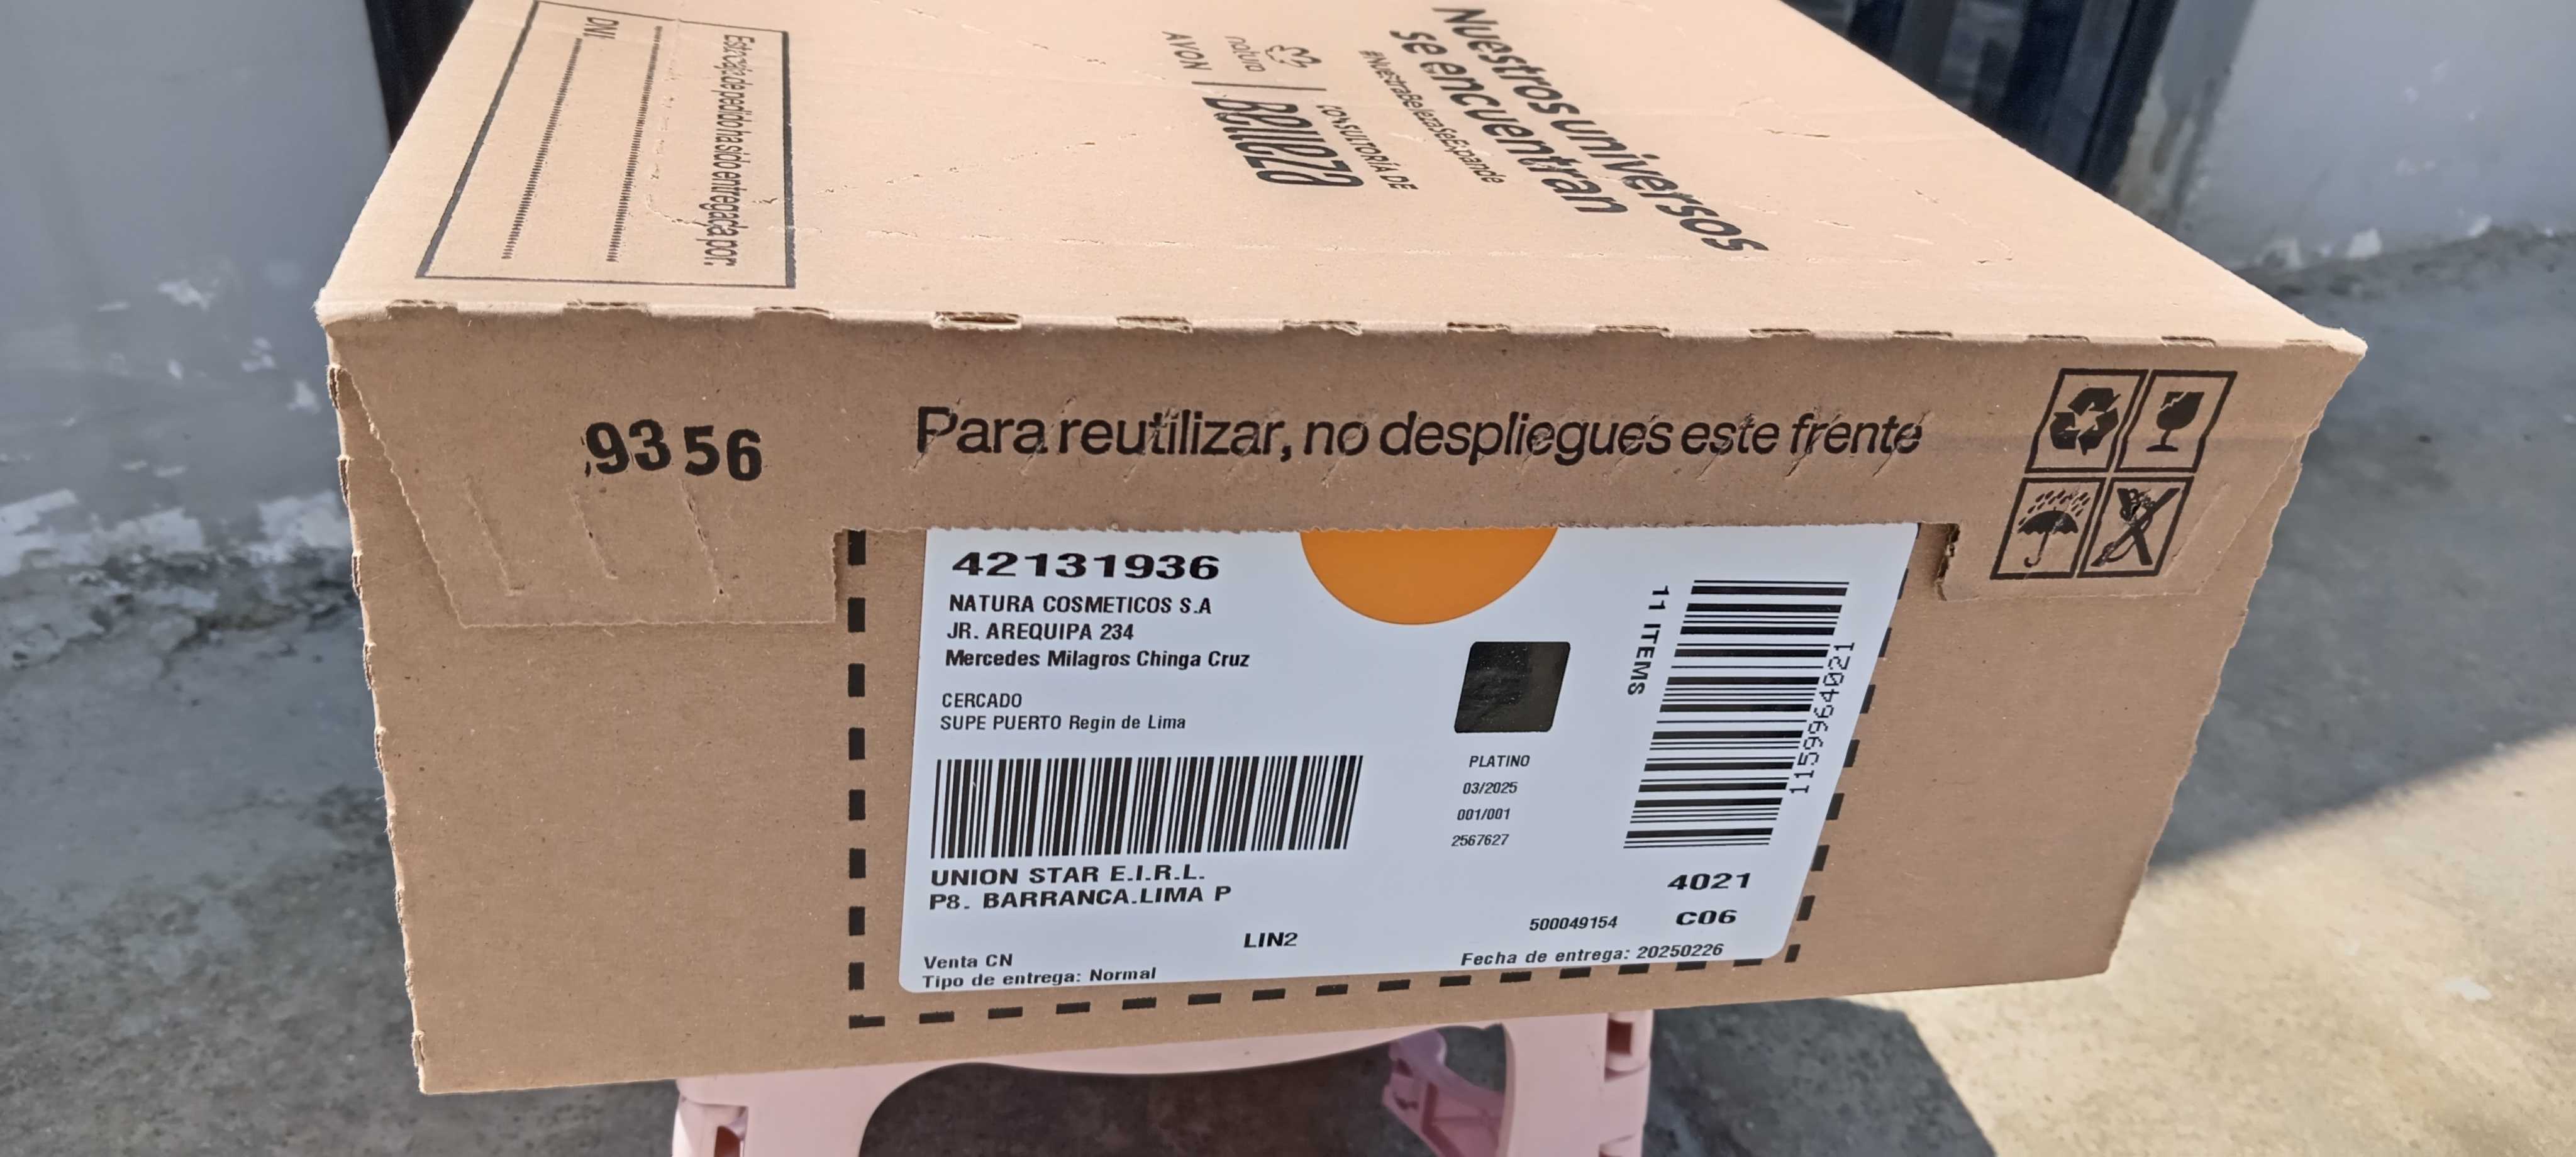 Este caja de pedido ha sido entregada por:
DNI:
Nuestros universos
se encuentran
#NuestraBellezaSeExpande
natura
AVON
CONSULTORÍA DE
Belleza
9356
Para reutilizar, no despliegues este frente
42131936
NATURA COSMETICOS S.A
JR. AREQUIPA 234
Mercedes Milagros Chinga Cruz
CERCADO
SUPE PUERTO Regin de Lima
UNION STAR E.I.R.L.
P8. BARRANCA.LIMA P
LIN2
Venta CN
Tipo de entrega: Normal
PLATINO
03/2025
001/001
2567627
11 ITEMS
1159964021
4021
500049154
C06
Fecha de entrega: 20250226